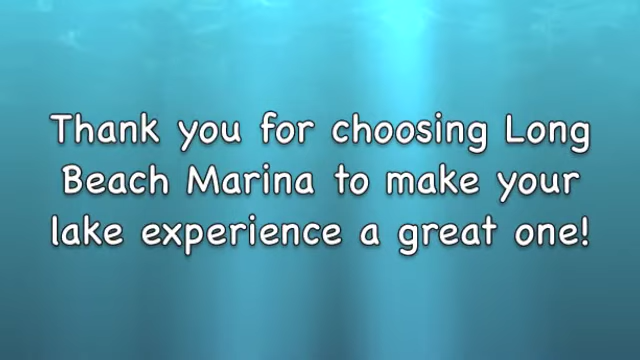 Thank you for choosing Long
Beach Marina to make your
lake experience a great one!